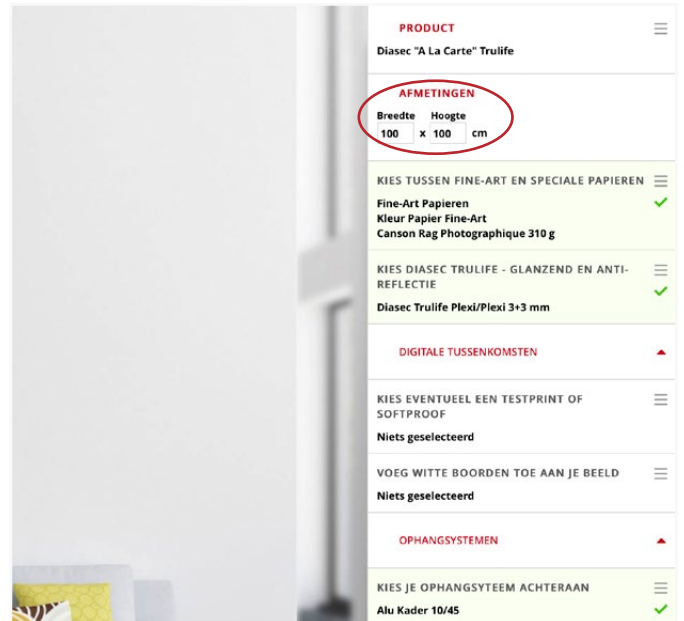 PRODUCT
Diasec "A La Carte" Trulife
AFMETINGEN
Breedte Hoogte
100 x 100 cm
KIES TUSSEN FINE-ART EN SPECIALE PAPIEREN
Fine-Art Papieren
Kleur Papier Fine-Art
Canson Rag Photographique 310 g
KIES DIASEC TRULIFE - GLANZEND EN ANTI-
REFLECTIE
Diasec Trulife Plexi/Plexi 3+3 mm
DIGITALE TUSSENKOMSTEN
KIES EVENTUEEL EEN TESTPRINT OF
SOFTPROOF
Niets geselecteerd
VOEG WITTE BOORDEN TOE AAN JE BEELD
Niets geselecteerd
OPHANGSYSTEMEN
KIES JE OPHANGSYTEEM ACHTERAAN
Alu Kader 10/45